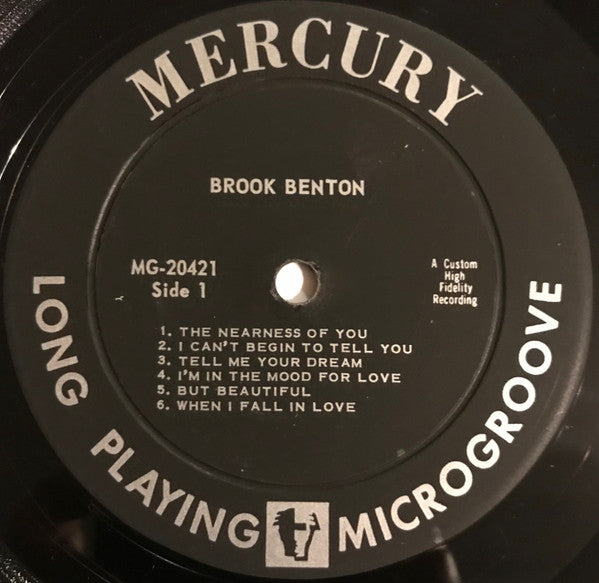 MERCURY
BROOK BENTON
MG-20421
Side 1
A Custom
High
Fidelity
Recording
1. THE NEARNESS OF YOU
2. I CAN'T BEGIN TO TELL YOU
3. TELL ME YOUR DREAM
4. I'M IN THE MOOD FOR LOVE
5. BUT BEAUTIFUL
6. WHEN I FALL IN LOVE
LONG PLAYING MICROGROOVE